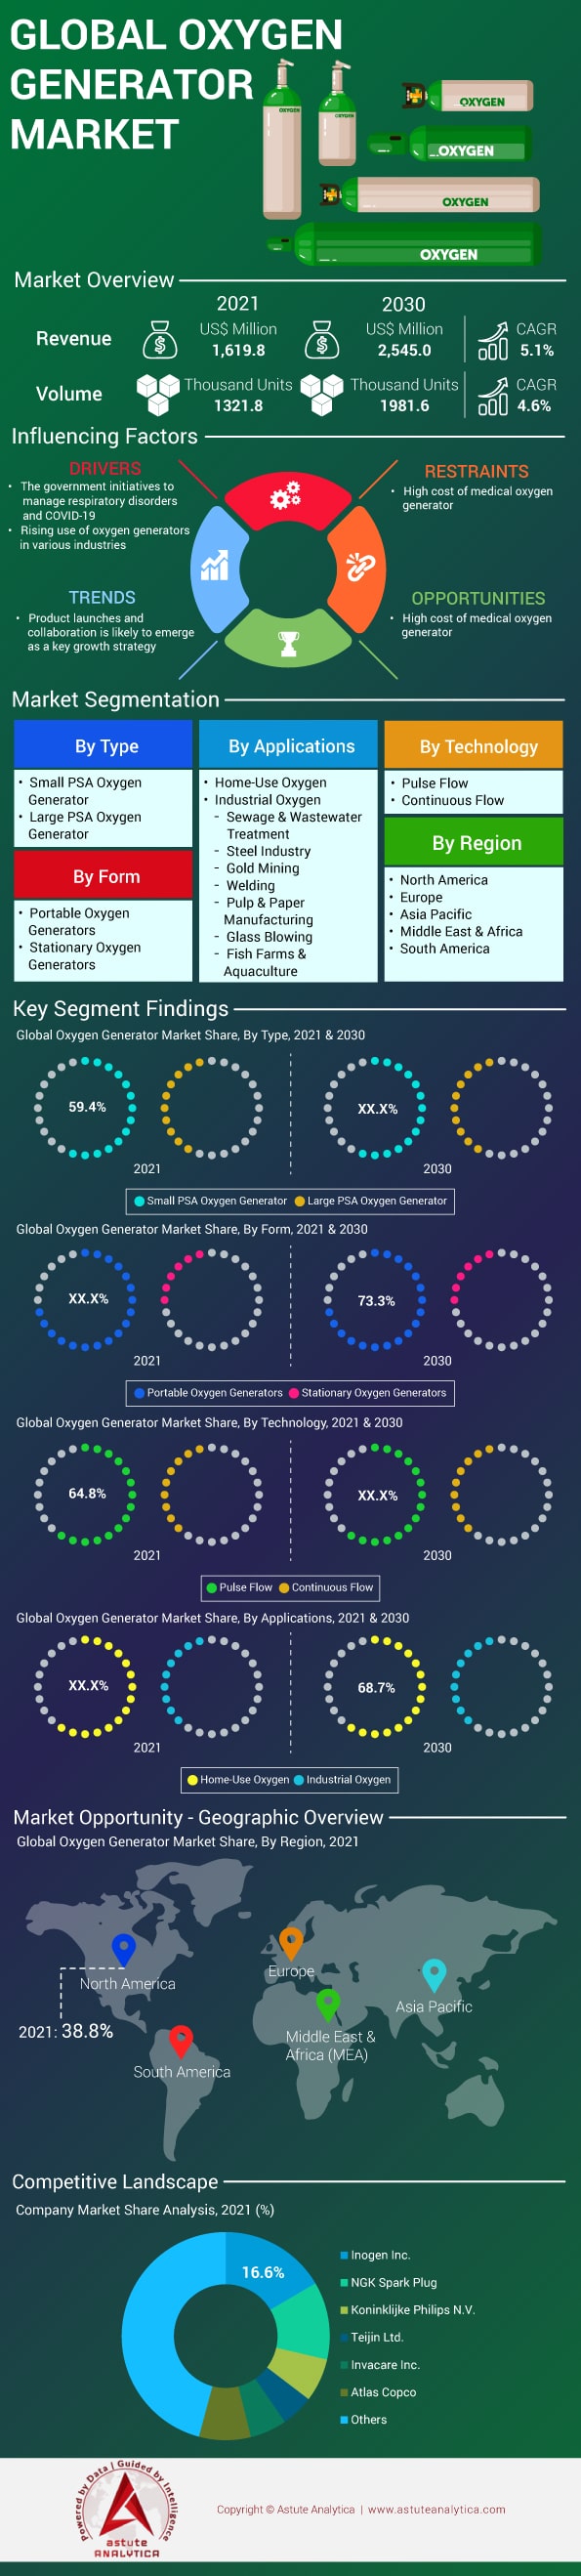 GLOBAL OXYGEN
GENERATOR
MARKET
OXYGEN
OXYGEN
OXYGEN
OXYGEN
OXYGEN
OXYGEN
Market Overview
2021
2030
Revenue
US$ Million
1,619.8
US$ Million
2,545.0
CAGR
5.1%
Volume
Thousand Units
1321.8
Thousand Units
1981.6
CAGR
4.6%
Influencing Factors
DRIVERS
• The government initiatives to
manage respiratory disorders
and COVID-19
• Rising use of oxygen generators
in various industries
RESTRAINTS
• High cost of medical oxygen
generator
TRENDS
• Product launches and
collaboration is likely to emerge
as a key growth strategy
OPPORTUNITIES
• High cost of medical oxygen
generator
Market Segmentation
By Type
• Small PSA Oxygen
Generator
• Large PSA Oxygen
Generator
By Form
• Portable Oxygen
Generators
• Stationary Oxygen
Generators
By Applications
• Home-Use Oxygen
• Industrial Oxygen
- Sewage & Wastewater
Treatment
- Steel Industry
- Gold Mining
- Welding
- Pulp & Paper
Manufacturing
- Glass Blowing
- Fish Farms &
Aquaculture
By Technology
• Pulse Flow
• Continuous Flow
By Region
• North America
• Europe
• Asia Pacific
• Middle East & Africa
• South America
Key Segment Findings
Global Oxygen Generator Market Share, By Type, 2021 & 2030
59.4%
XX.X%
2021
2030
Small PSA Oxygen Generator
Large PSA Oxygen Generator
Global Oxygen Generator Market Share, By Form, 2021 & 2030
XX.X%
73.3%
2021
2030
Portable Oxygen Generators
Stationary Oxygen Generators
Global Oxygen Generator Market Share, By Technology, 2021 & 2030
64.8%
XX.X%
2021
2030
Pulse Flow
Continuous Flow
Global Oxygen Generator Market Share, By Applications, 2021 & 2030
XX.X%
68.7%
2021
2030
Home-Use Oxygen
Industrial Oxygen
Market Opportunity - Geographic Overview
Global Oxygen Generator Market Share, By Region, 2021
North America
2021: 38.8%
Europe
Asia Pacific
Middle East &
Africa (MEA)
South America
Competitive Landscape
Company Market Share Analysis, 2021 (%)
16.6%
Inogen Inc.
NGK Spark Plug
Koninklijke Philips N.V.
Teijin Ltd.
Invacare Inc.
Atlas Copco
Others
Powered by Data | Guided by Intelligence
astute
ANALYTICA
Copyright © Astute Analytica | www.astuteanalytica.com